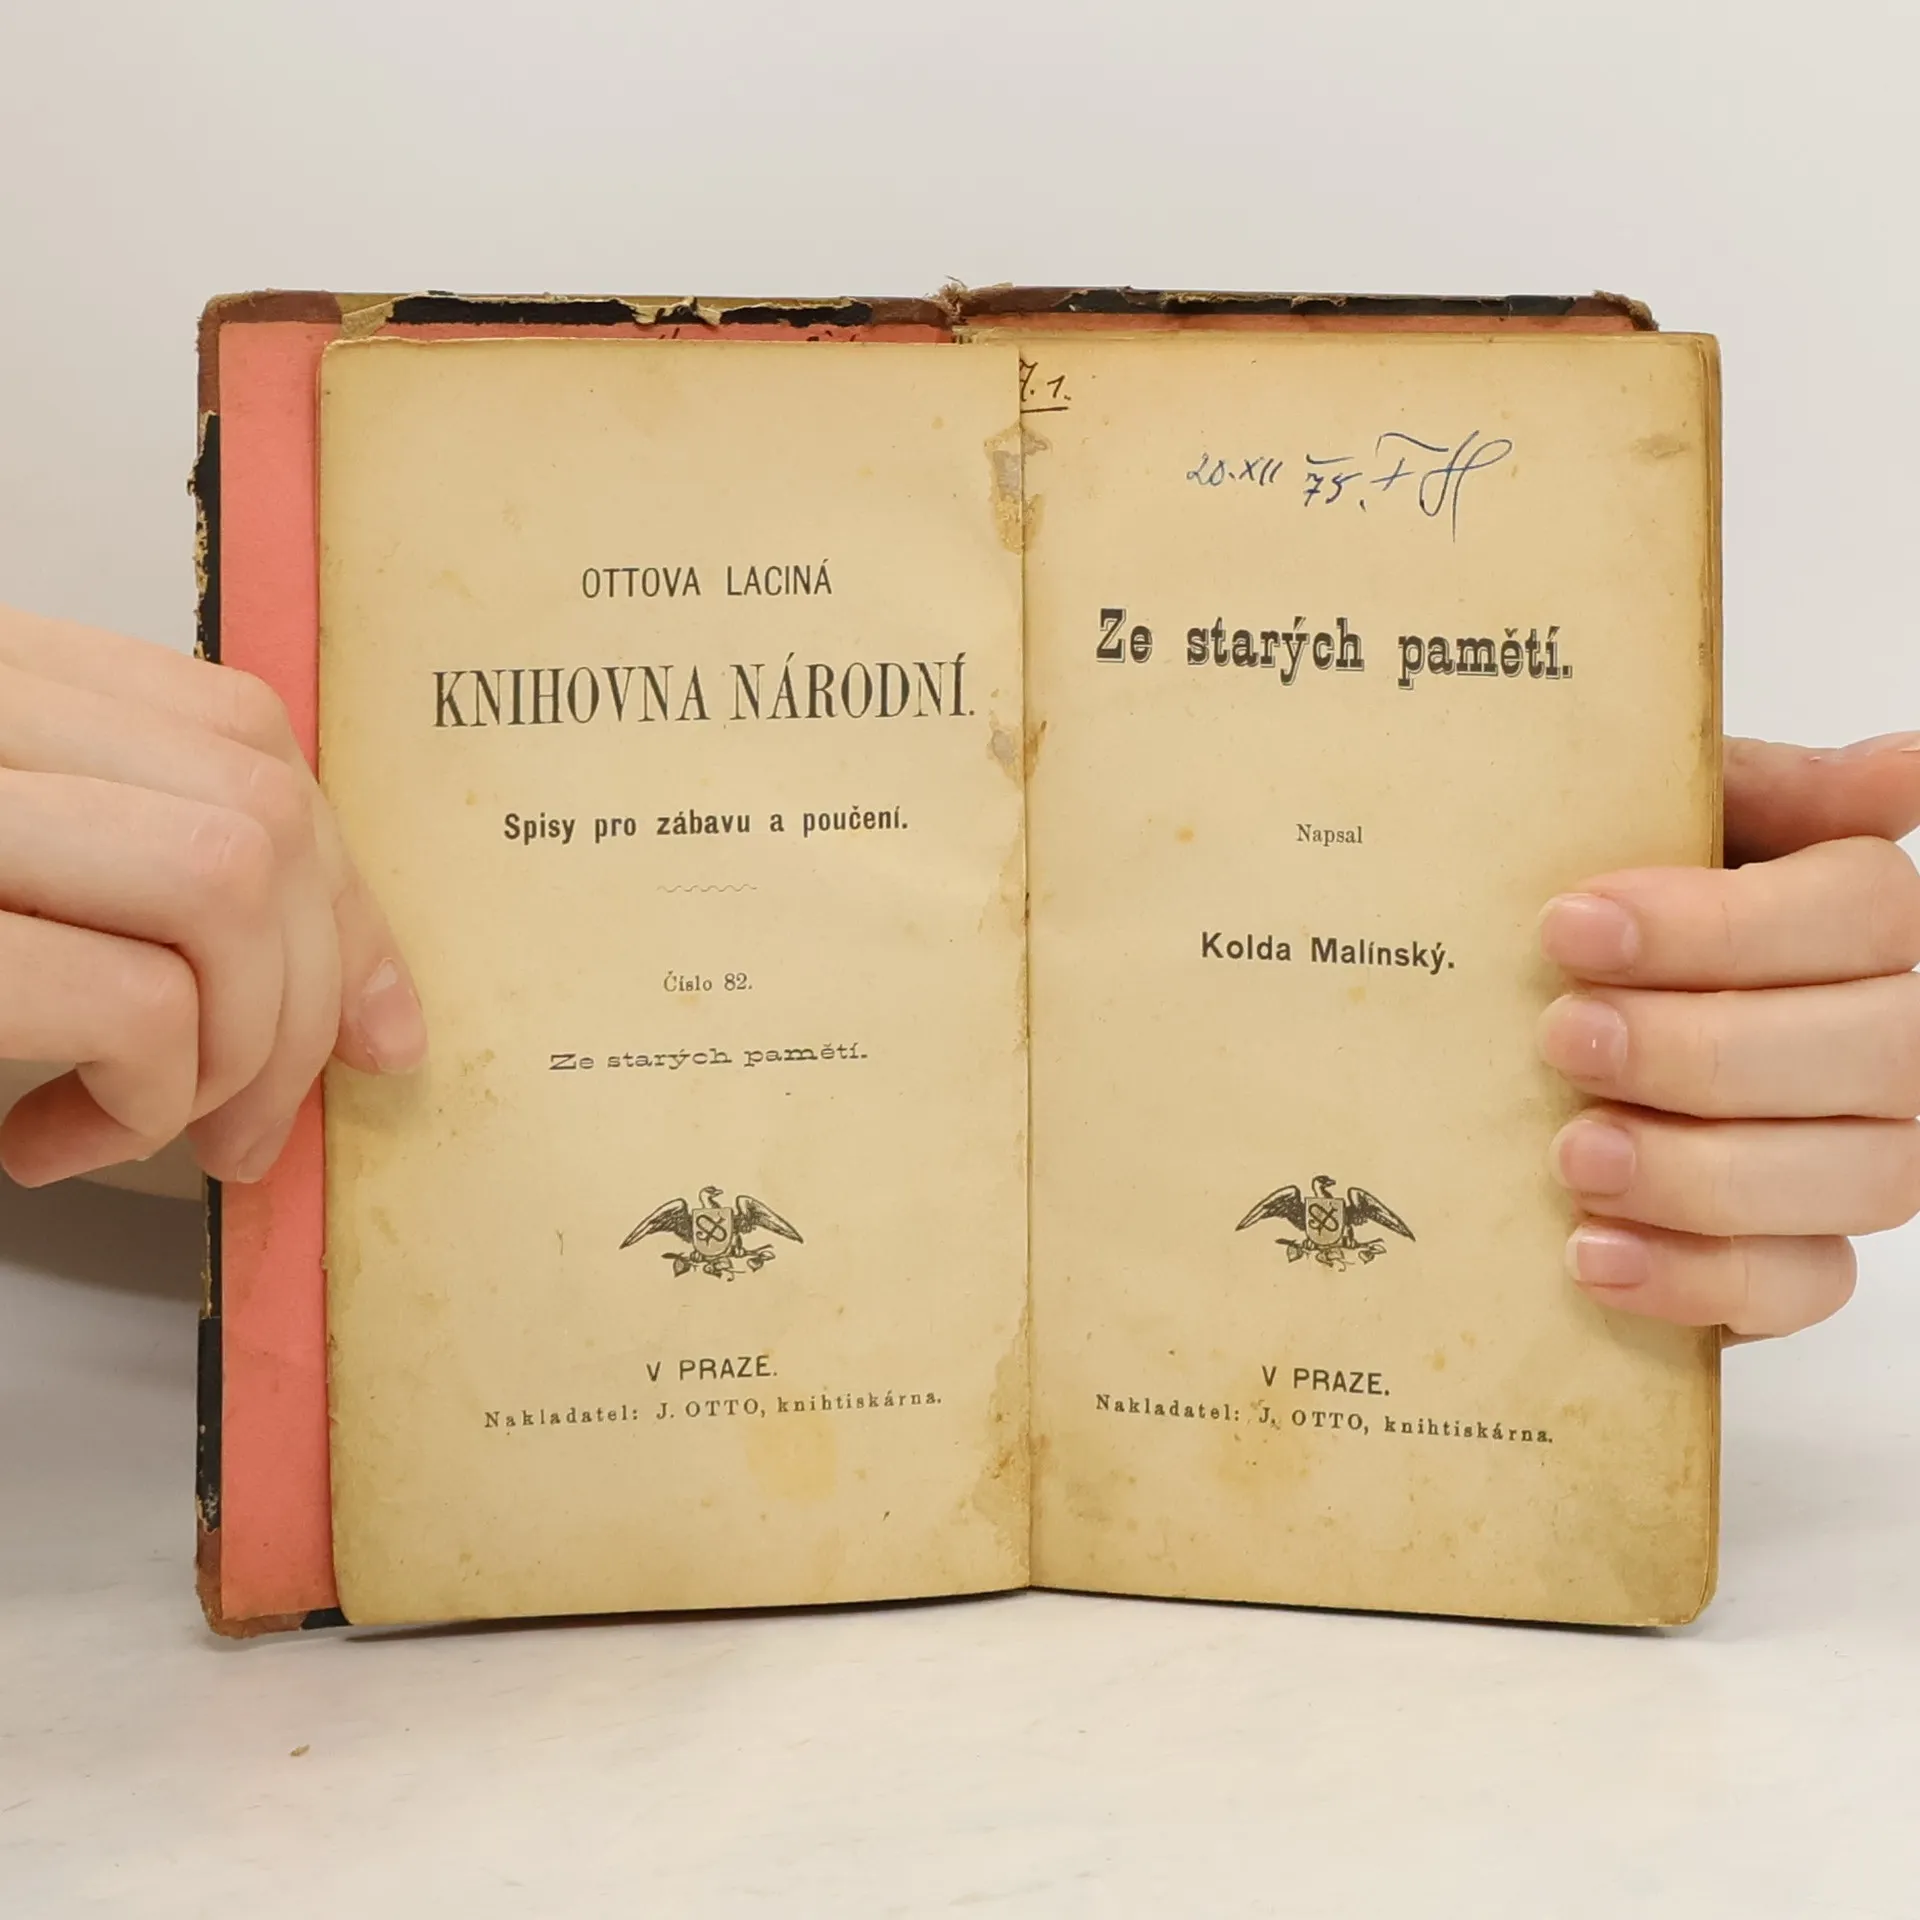 OTTOVA LACINÁ
KNIHOVNA NÁRODNÍ.
Spisy pro zábavu a poučení.
Číslo 82.
Ze starých pamětí.
V PRAZE.
Nakladatel: J. OTTO, knihtiskárna.
20.XII 75.
Ze starých pamětí.
Napsal
Kolda Malínský.
V PRAZE.
Nakladatel: J. OTTO, knihtiskárna.